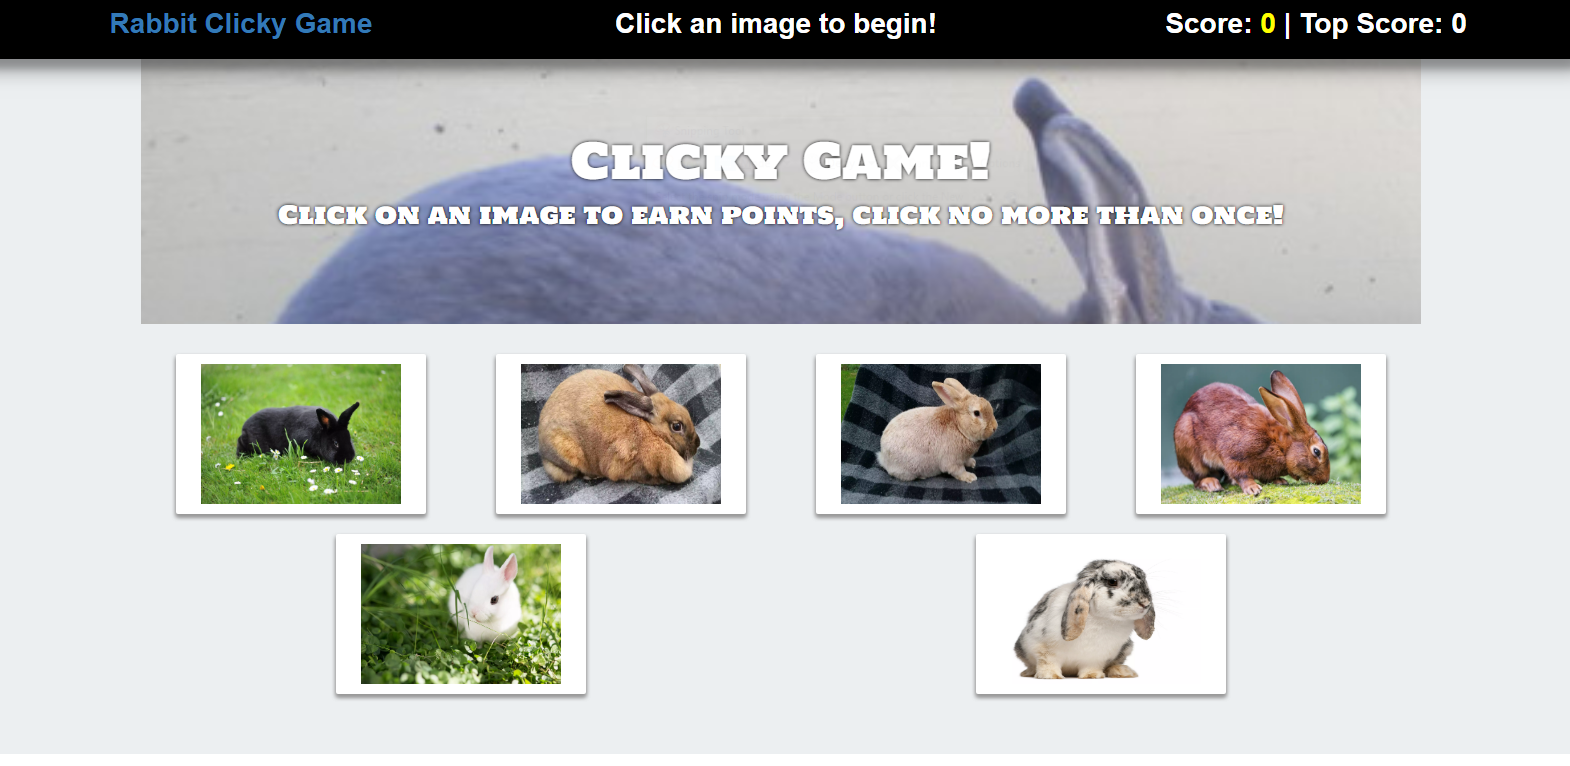 Rabbit Clicky Game
Click an image to begin!
Score: 0 | Top Score: 0
Clicky Game!
Click on an image to earn points, click no more than once!